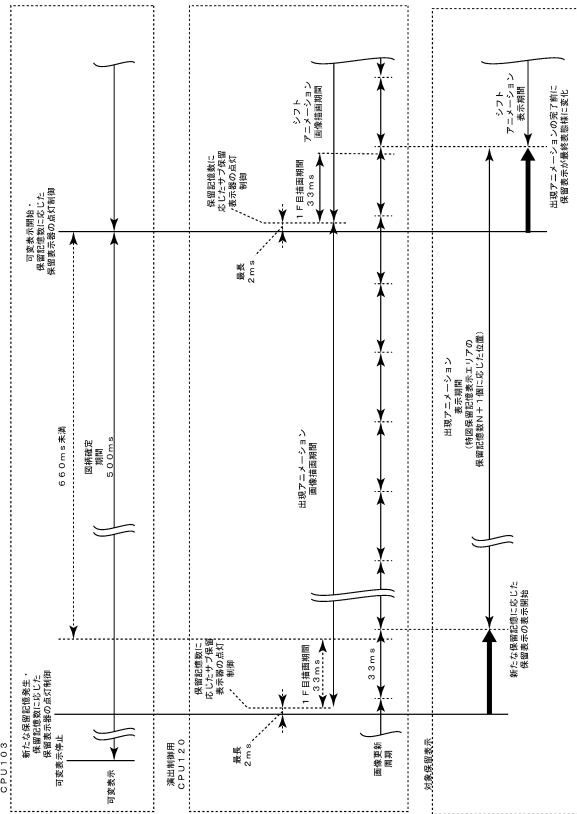 CPU103
新たな保留記憶発生・
保留記憶数に応じた
保留表示器の点灯制御
可変表示停止
可変表示
660ms未満
図柄確定
期間
500ms
可変表示開始・
保留記憶数に応じた
保留表示器の点灯制御
演出制御用
CPU120
最長
2ms
保留記憶数に
応じたサブ保留
表示器の点灯
制御
1F目描画期間
33ms
出現アニメーション
画像描画期間
最長
2ms
保留記憶数に
応じたサブ保留
表示器の点灯
制御
1F目描画期間
33ms
シフト
アニメーション
画像描画期間
画像更新
周期
33ms
対象保留表示
新たな保留記憶に応じた
保留表示の表示開始
出現アニメーション
表示期間
(特図保留記憶表示エリアの
保留記憶数N+1個に応じた位置)
シフト
アニメーション
表示期間
出現アニメーションの完了前に
保留表示が最終表態様に変化